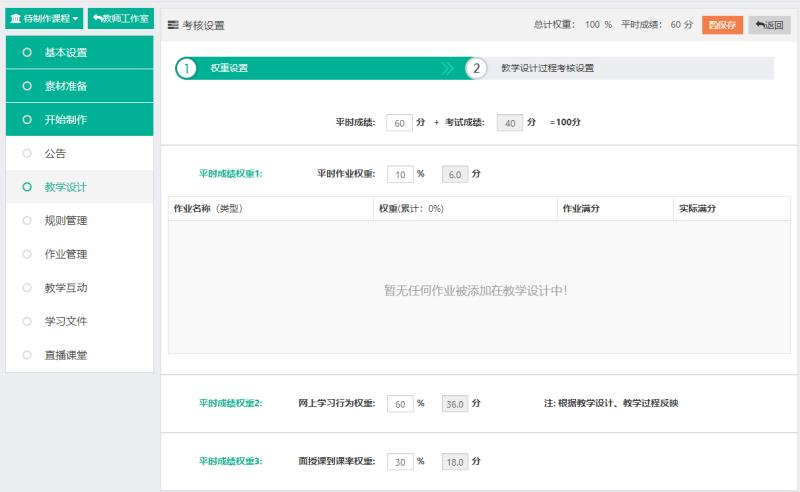 待制作课程
教师工作室
基本设置
素材准备
开始制作
公告
教学设计
规则管理
作业管理
教学互动
学习文件
直播课堂
考核设置
总计权重: 100 % 平时成绩: 60 分
保存
返回
1 权重设置
2 教学设计过程考核设置
平时成绩: 60 分 + 考试成绩: 40 分 =100分
平时成绩权重1: 平时作业权重: 10 % 6.0 分
作业名称（类型） 权重(累计：0%) 作业满分 实际满分
暂无任何作业被添加在教学设计中!
平时成绩权重2: 网上学习行为权重: 60 % 36.0 分 注: 根据教学设计、教学过程反映
平时成绩权重3: 面授课到课率权重: 30 % 18.0 分